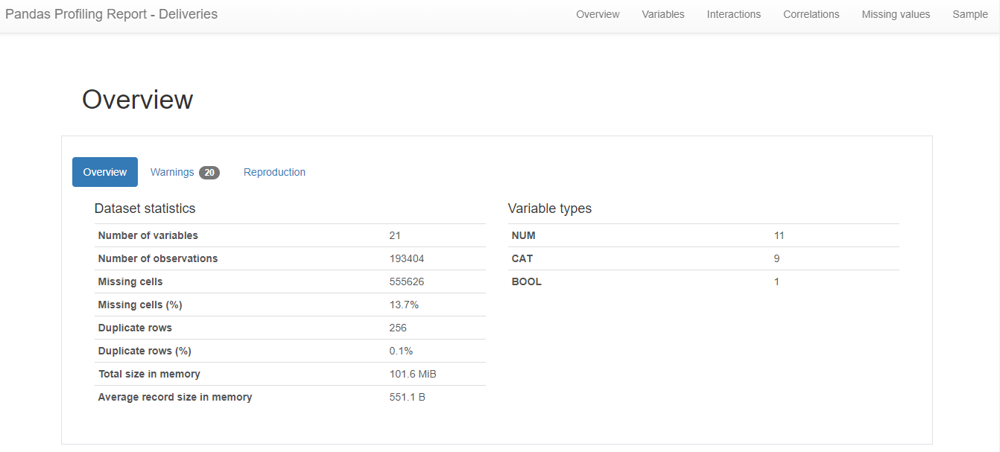 Pandas Profiling Report - Deliveries Overview Variables Interactions Correlations Missing values Sample
Overview
Overview Warnings 20 Reproduction
Dataset statistics
Number of variables 21
Number of observations 193404
Missing cells 555626
Missing cells (%) 13.7%
Duplicate rows 256
Duplicate rows (%) 0.1%
Total size in memory 101.6 MiB
Average record size in memory 551.1 B
Variable types
NUM 11
CAT 9
BOOL 1